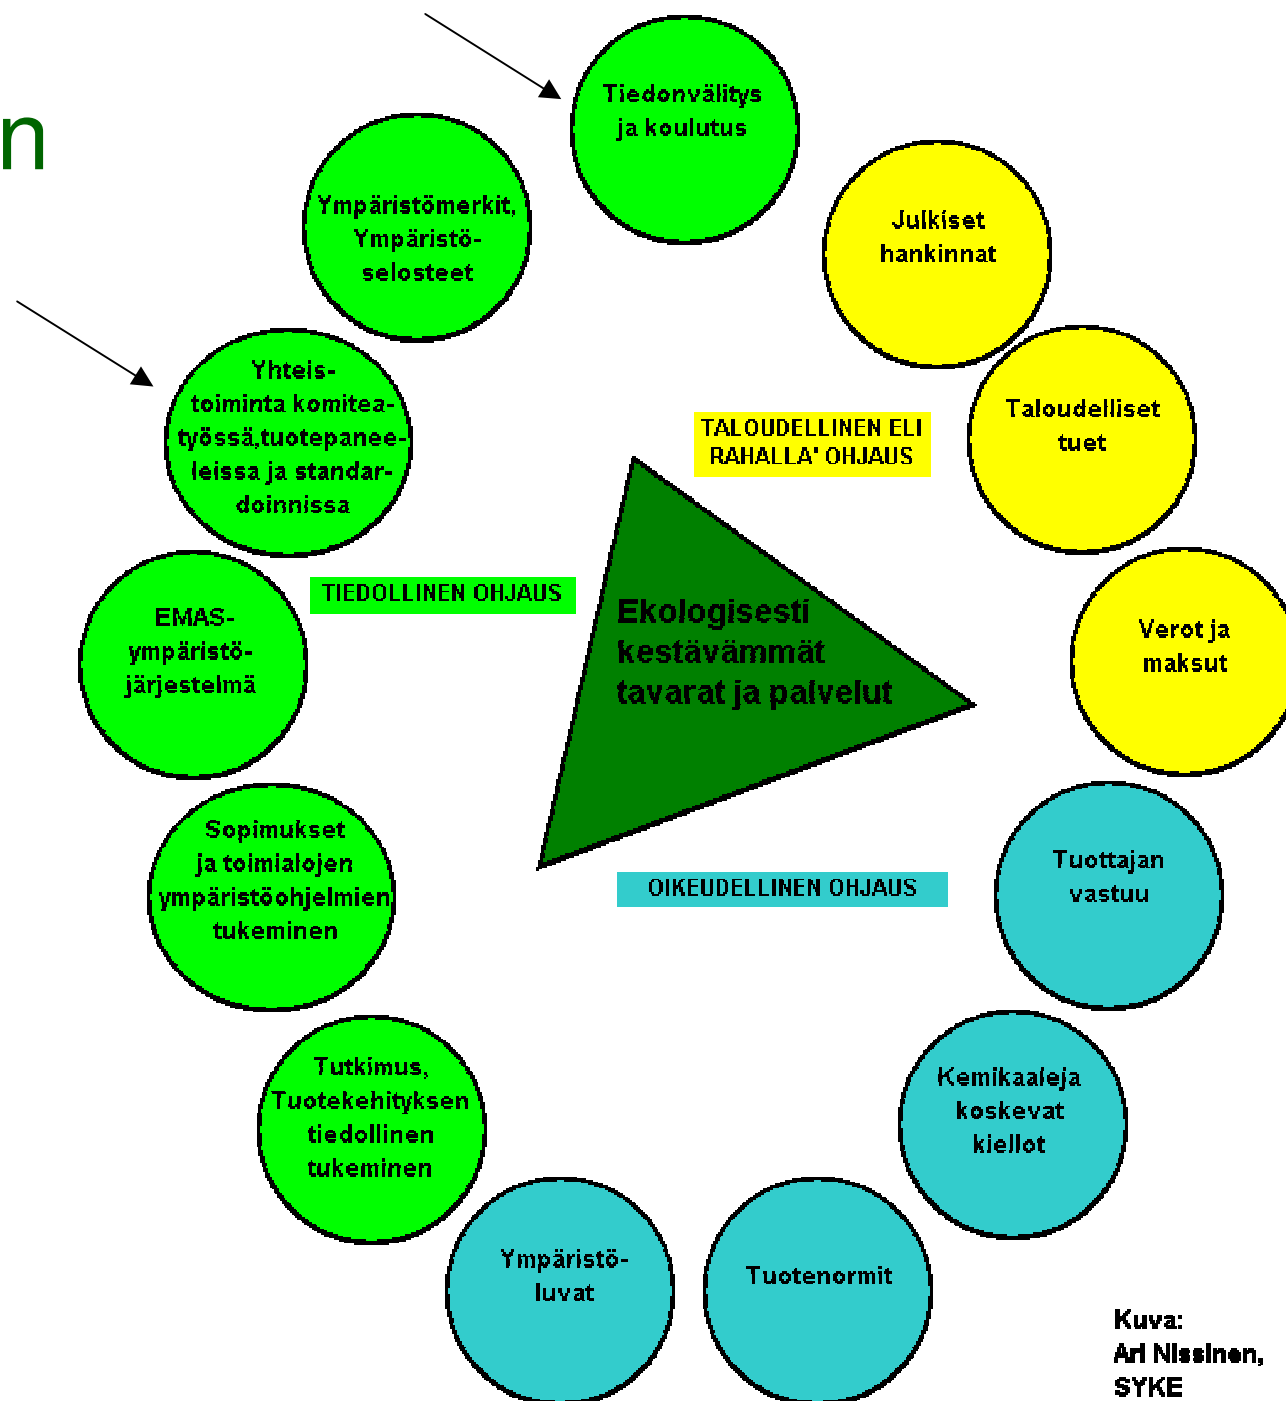 n
Tiedonvälitys
ja koulutus
Ympäristömerkit,
Ympäristö-
selosteet
Julkiset
hankinnat
Yhteis-
toiminta komitea-
työssä,tuotepanee-
leissa ja standar-
doinnissa
Taloudelliset
tuet
TALOUDELLINEN ELI
RAHALLA' OHJAUS
TIEDOLLINEN OHJAUS
EMAS-
ympäristö-
järjestelmä
Ekologisesti
kestävämmät
tavarat ja palvelut
Verot ja
maksut
Sopimukset
ja toimialojen
ympäristöohjelmien
tukeminen
OIKEUDELLINEN OHJAUS
Tuottajan
vastuu
Tutkimus,
Tuotekehityksen
tiedollinen
tukeminen
Kemikaaleja
koskevat
kiellot
Ympäristö-
luvat
Tuotenormit
Kuva:
Ari Nissinen,
SYKE